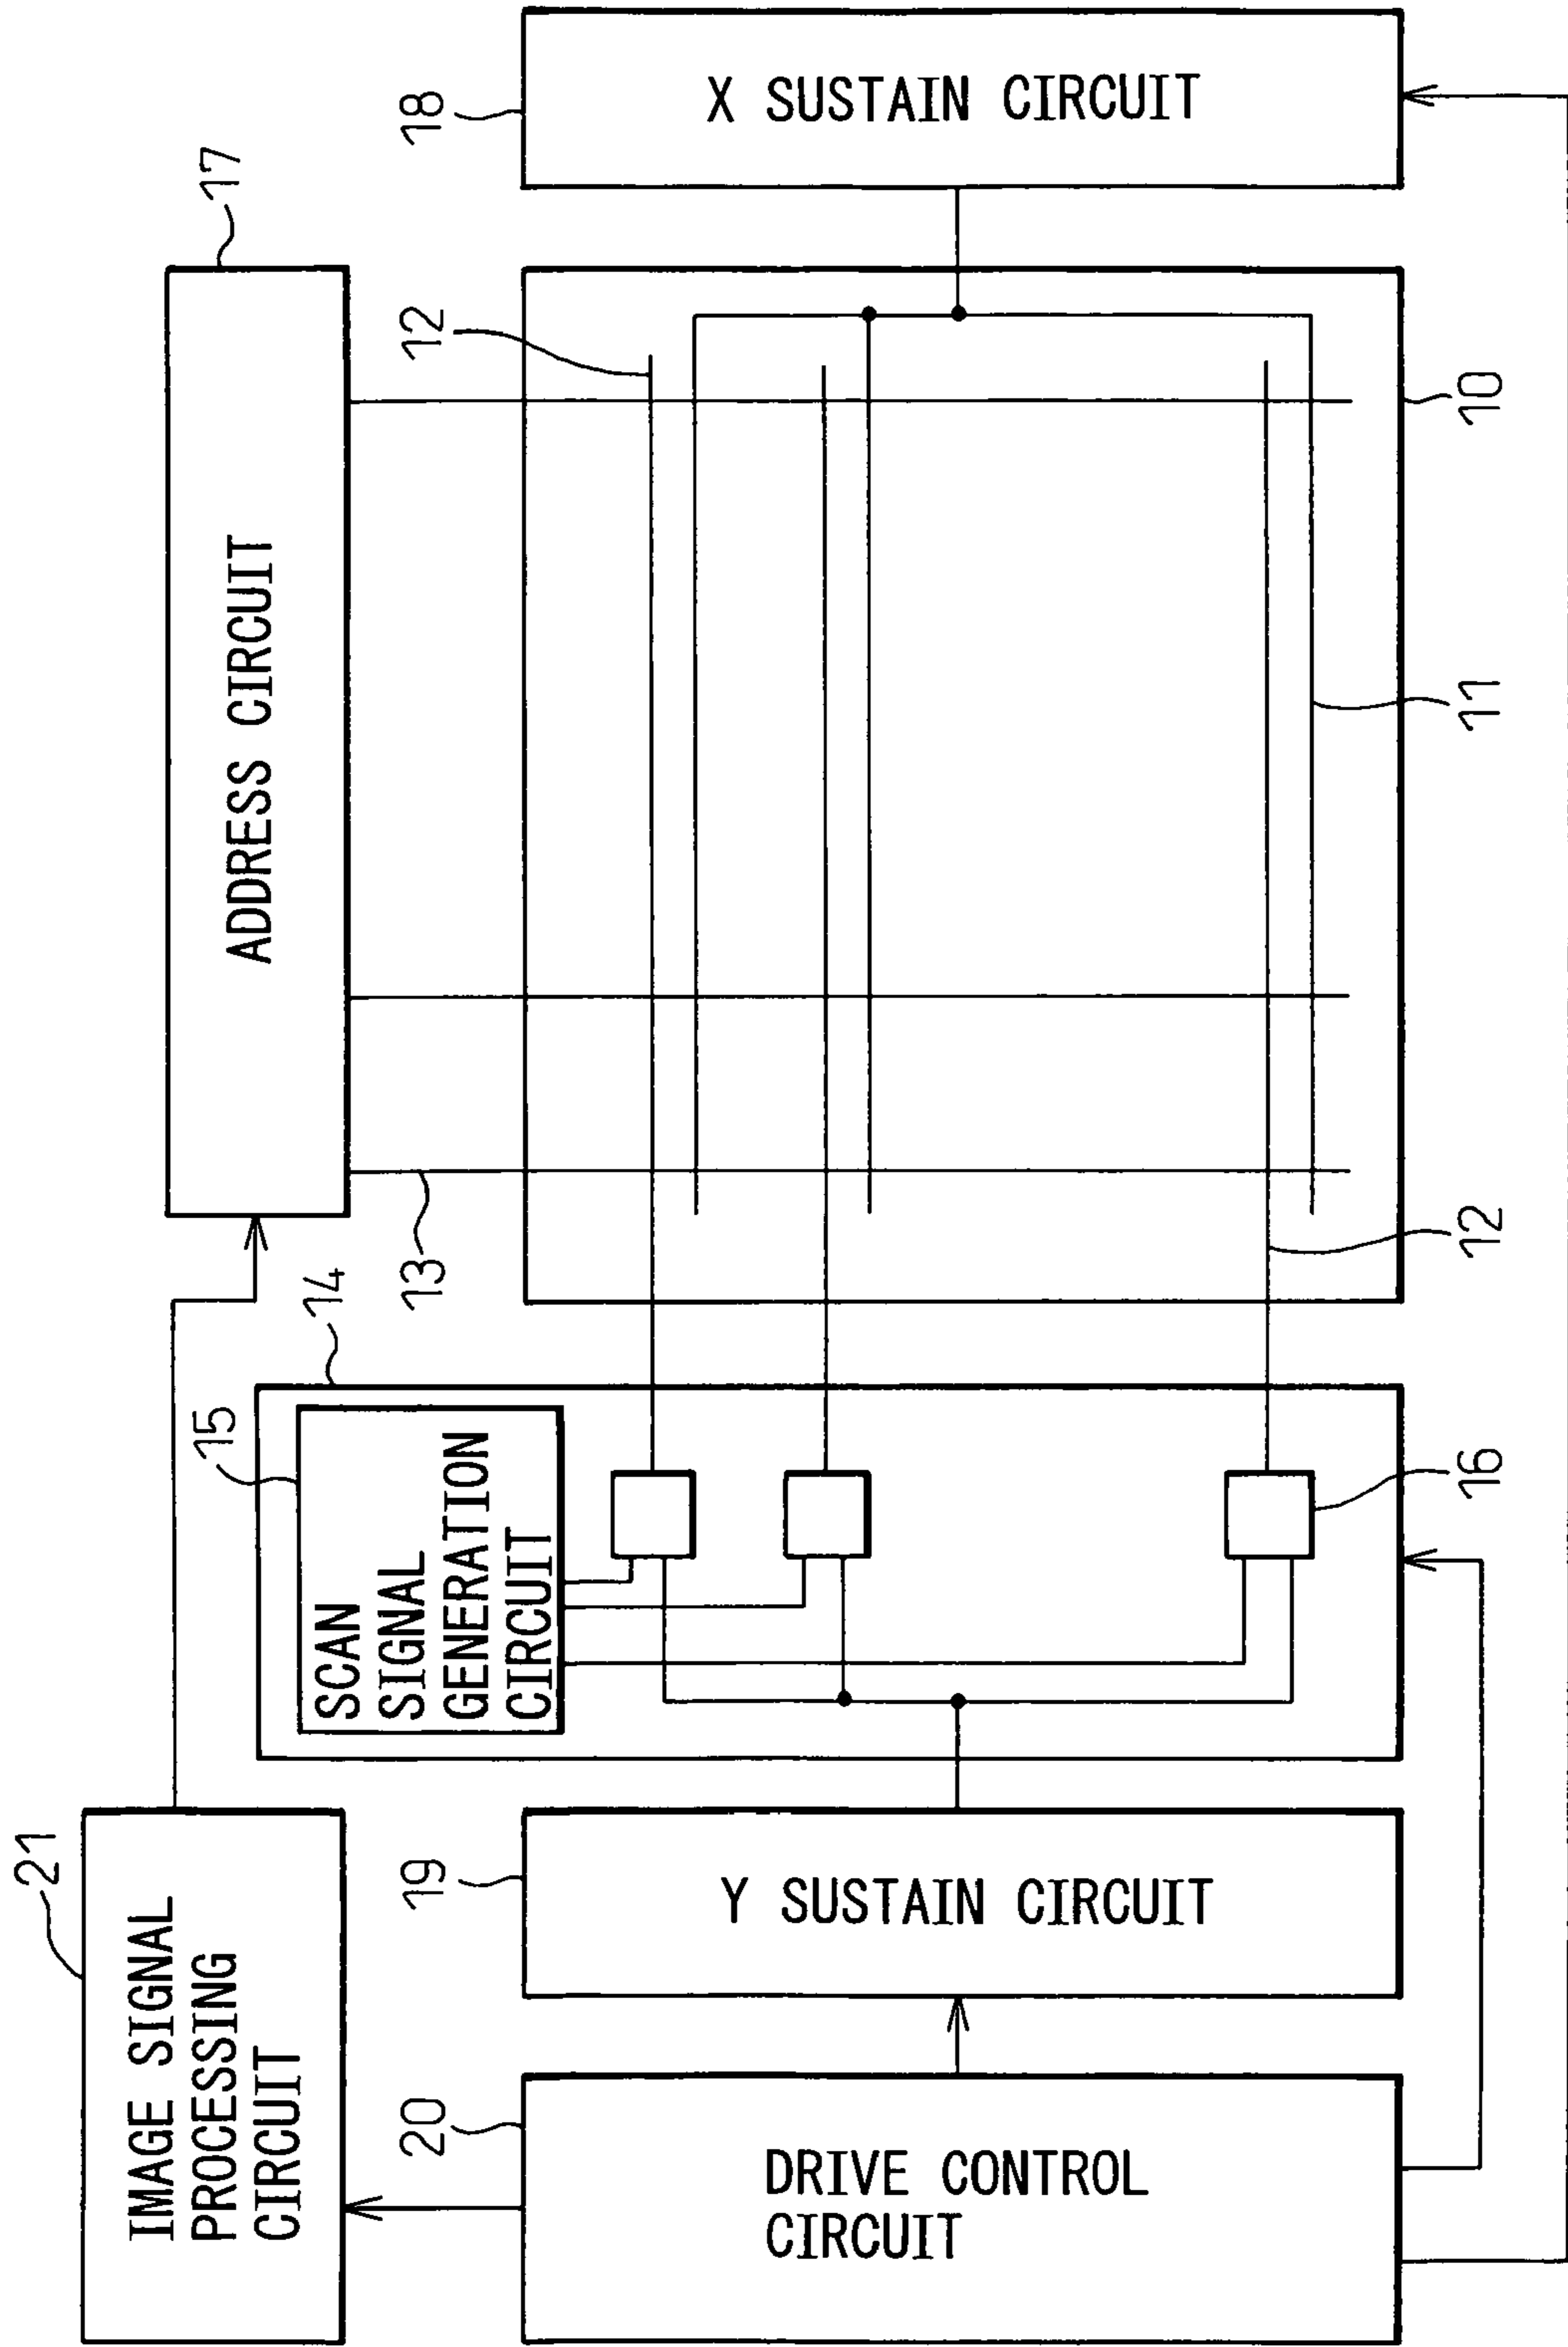 21
IMAGE SIGNAL
PROCESSING
CIRCUIT
17
ADDRESS CIRCUIT
14
15
SCAN
SIGNAL
GENERATION
CIRCUIT
13
12
18
X SUSTAIN CIRCUIT
20
DRIVE CONTROL
CIRCUIT
19
Y SUSTAIN CIRCUIT
16
12
11
10